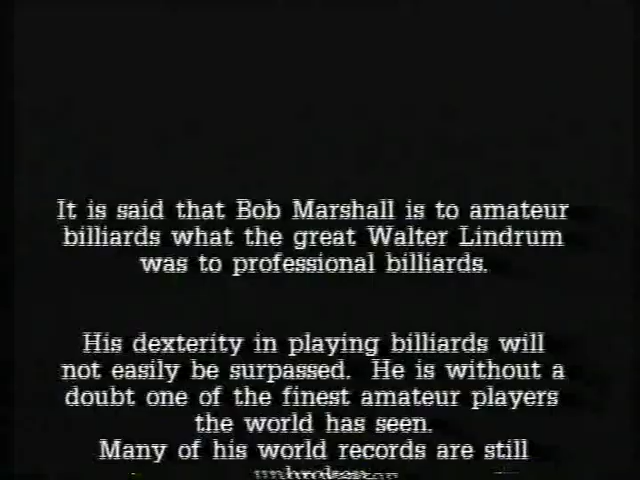 It is said that Bob Marshall is to amateur
billiards what the great Walter Lindrum
was to professional billiards.
His dexterity in playing billiards will
not easily be surpassed. He is without a
doubt one of the finest amateur players
the world has seen.
Many of his world records are still
unbroken